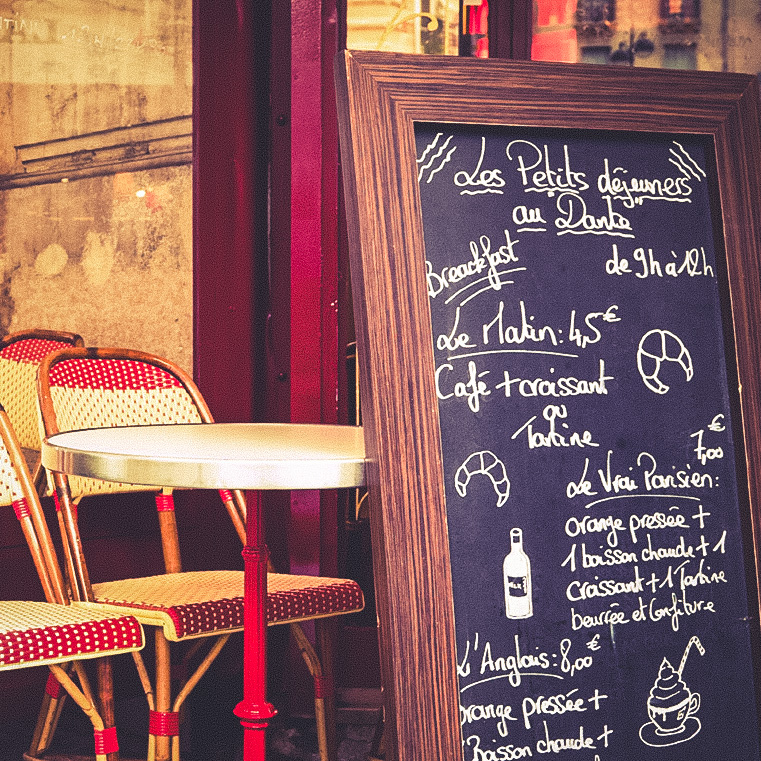 Les Petits déjeuners
au "Dante"
Breackfast
de 9h à 12h
Le Matin: 4,5€
Café + croissant
ou
Tartine
7,00€
Le Vrai Parisien:
orange pressée +
1 boisson chaude + 1
croissant + 1 Tartine
beurrée et Confiture
L'Anglais: 8,00€
orange pressée +
Boisson chaude +